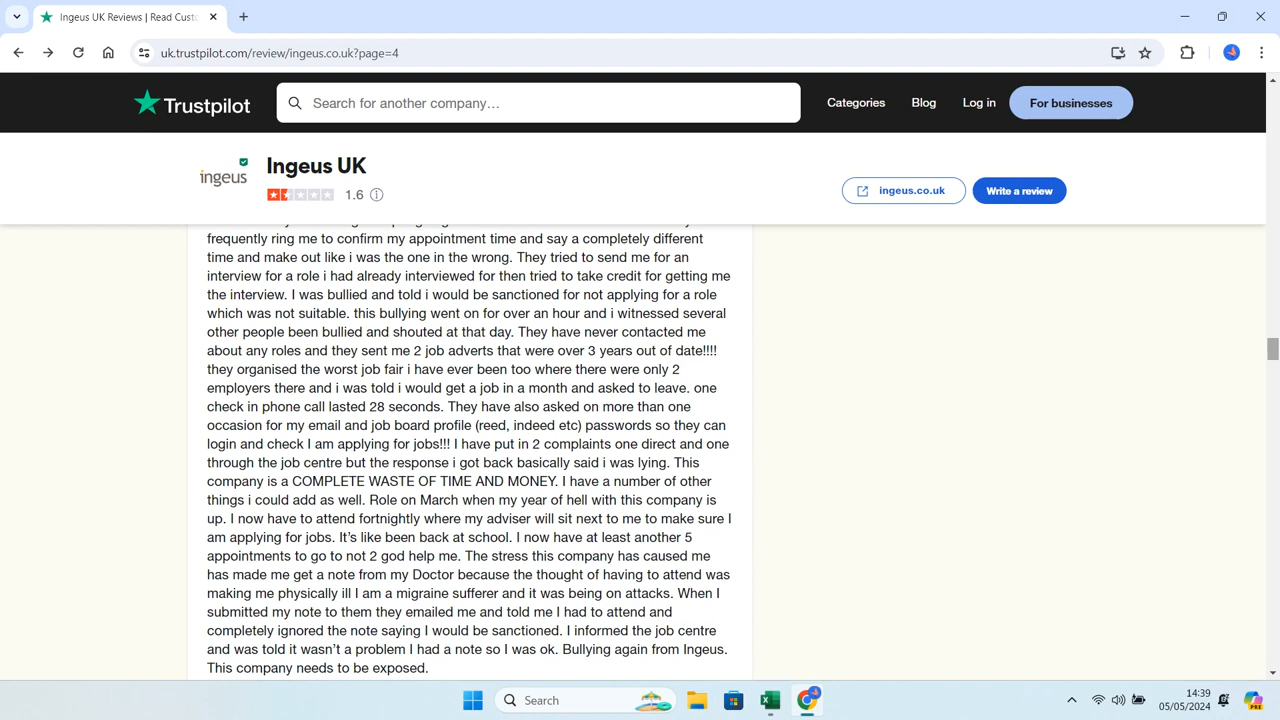 Ingeus UK Reviews | Read Custo
uk.trustpilot.com/review/ingeus.co.uk?page=4
Trustpilot
Search for another company…
Categories
Blog
Log in
For businesses
ingeus
Ingeus UK
1.6
ingeus.co.uk
Write a review
frequently ring me to confirm my appointment time and say a completely different
time and make out like i was the one in the wrong. They tried to send me for an
interview for a role i had already interviewed for then tried to take credit for getting me
the interview. I was bullied and told i would be sanctioned for not applying for a role
which was not suitable. this bullying went on for over an hour and i witnessed several
other people been bullied and shouted at that day. They have never contacted me
about any roles and they sent me 2 job adverts that were over 3 years out of date!!!!
they organised the worst job fair i have ever been too where there were only 2
employers there and i was told i would get a job in a month and asked to leave. one
check in phone call lasted 28 seconds. They have also asked on more than one
occasion for my email and job board profile (reed, indeed etc) passwords so they can
login and check I am applying for jobs!!! I have put in 2 complaints one direct and one
through the job centre but the response i got back basically said i was lying. This
company is a COMPLETE WASTE OF TIME AND MONEY. I have a number of other
things i could add as well. Role on March when my year of hell with this company is
up. I now have to attend fortnightly where my adviser will sit next to me to make sure I
am applying for jobs. It’s like been back at school. I now have at least another 5
appointments to go to not 2 god help me. The stress this company has caused me
has made me get a note from my Doctor because the thought of having to attend was
making me physically ill I am a migraine sufferer and it was being on attacks. When I
submitted my note to them they emailed me and told me I had to attend and
completely ignored the note saying I would be sanctioned. I informed the job centre
and was told it wasn’t a problem I had a note so I was ok. Bullying again from Ingeus.
This company needs to be exposed.
Search
14:39
05/05/2024
PRE